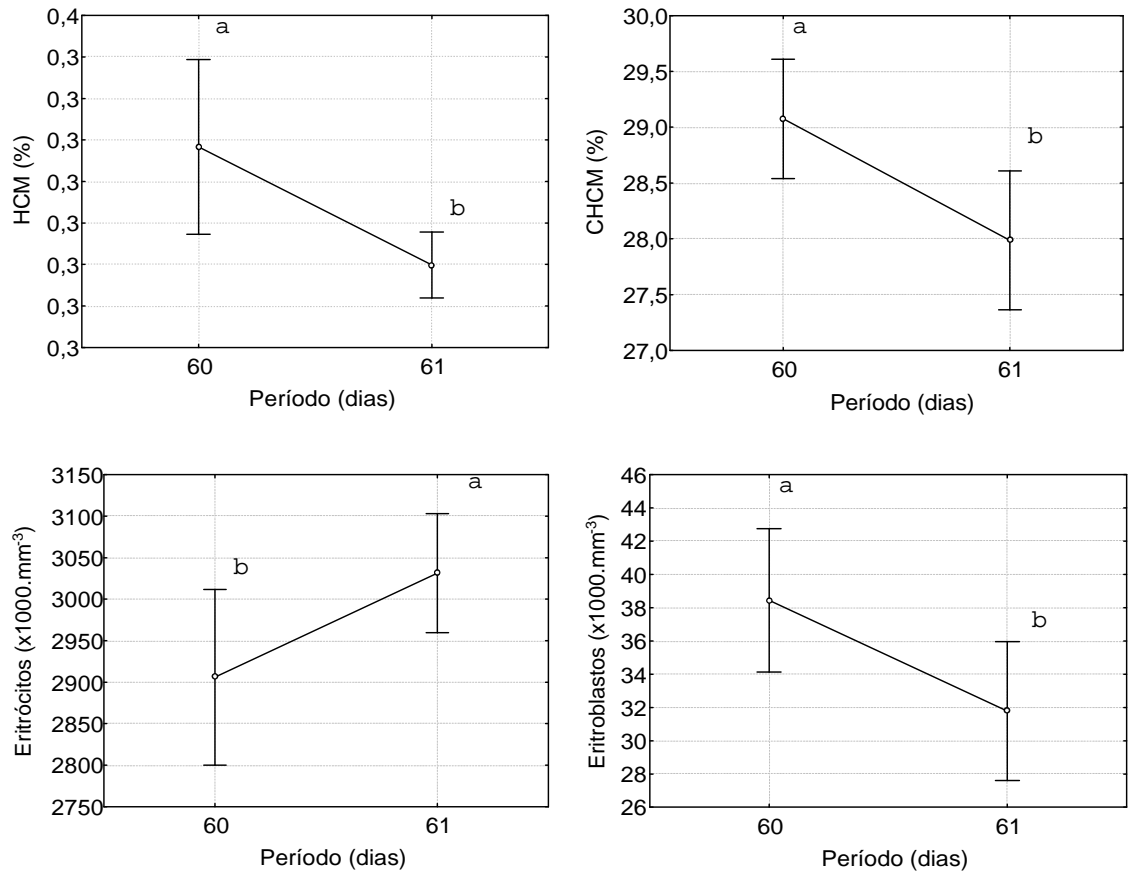 0,4
0,3
0,3
0,3
0,3
0,3
0,3
0,3
0,3
HCM (%)
a
b
60
61
Período (dias)
30,0
29,5
29,0
28,5
28,0
27,5
27,0
CHCM (%)
a
b
60
61
Período (dias)
3150
3100
3050
3000
2950
2900
2850
2800
2750
Eritrócitos (x1000.mm⁻³)
b
a
60
61
Período (dias)
46
44
42
40
38
36
34
32
30
28
26
Eritroblastos (x1000.mm⁻³)
a
b
60
61
Período (dias)